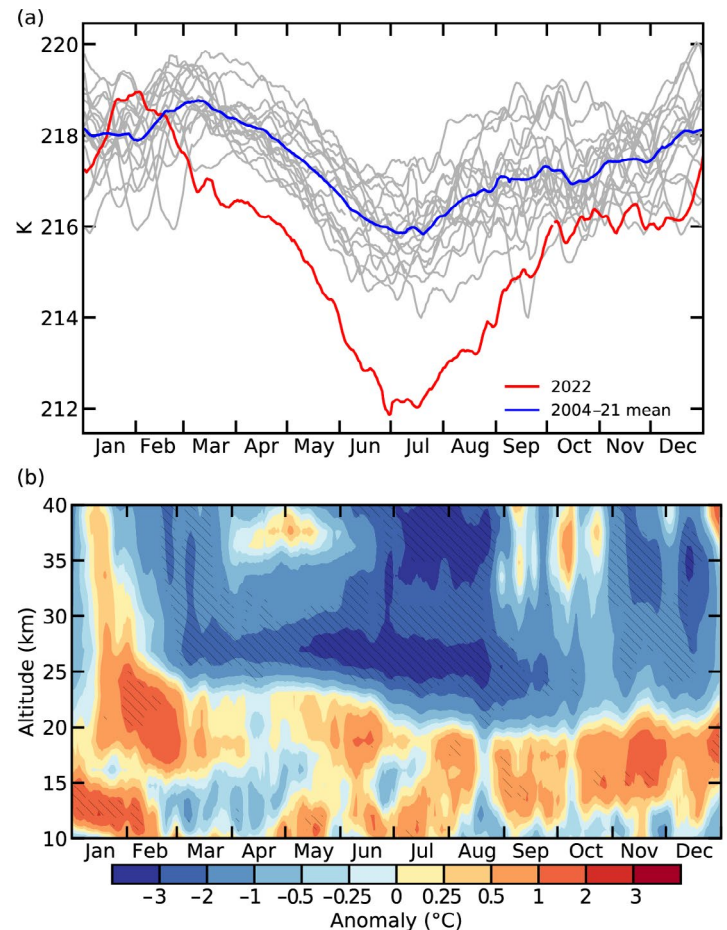 (a)
220
218
216
214
212
K
2022
2004–21 mean
Jan Feb Mar Apr May Jun Jul Aug Sep Oct Nov Dec
(b)
40
35
30
25
20
15
10
Altitude (km)
Jan Feb Mar Apr May Jun Jul Aug Sep Oct Nov Dec
−3 −2 −1 −0.5 −0.25 0 0.25 0.5 1 2 3
Anomaly (°C)